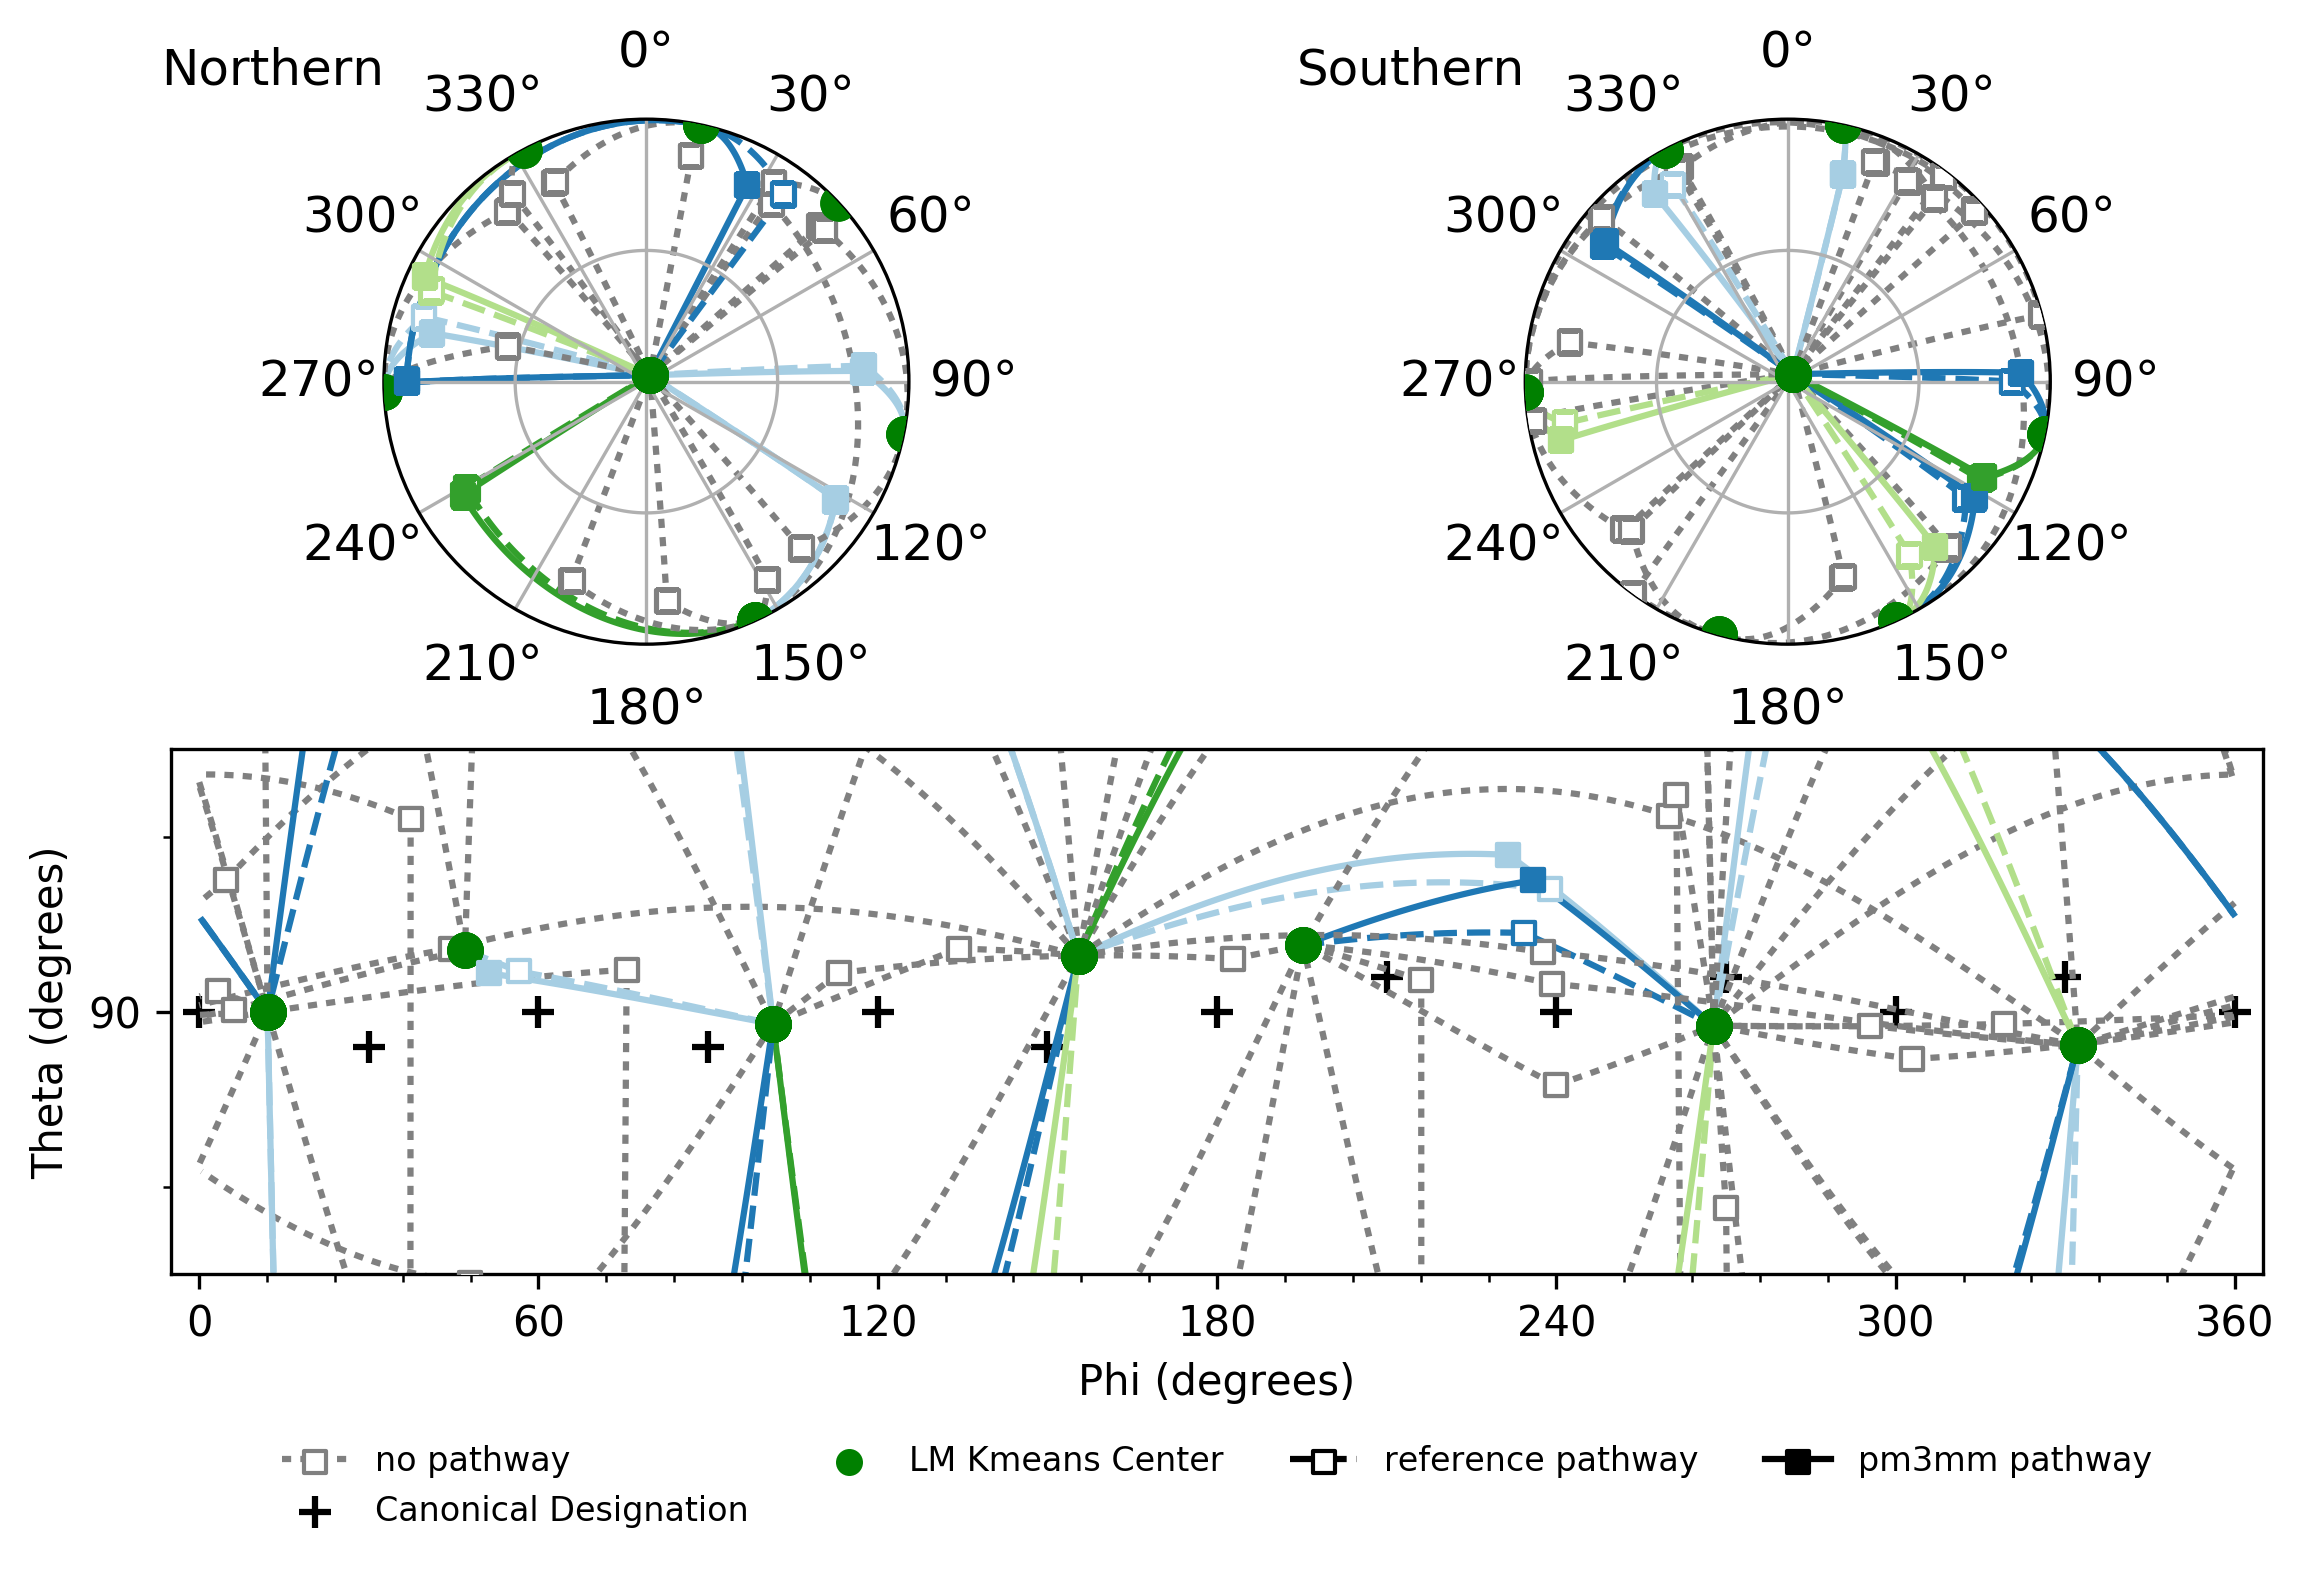 Northern
0°
30°
60°
90°
120°
150°
180°
210°
240°
270°
300°
330°
Southern
0°
30°
60°
90°
120°
150°
180°
210°
240°
270°
300°
330°
Theta (degrees)
90
0 60 120 180 240 300 360
Phi (degrees)
no pathway
Canonical Designation
LM Kmeans Center
reference pathway
pm3mm pathway